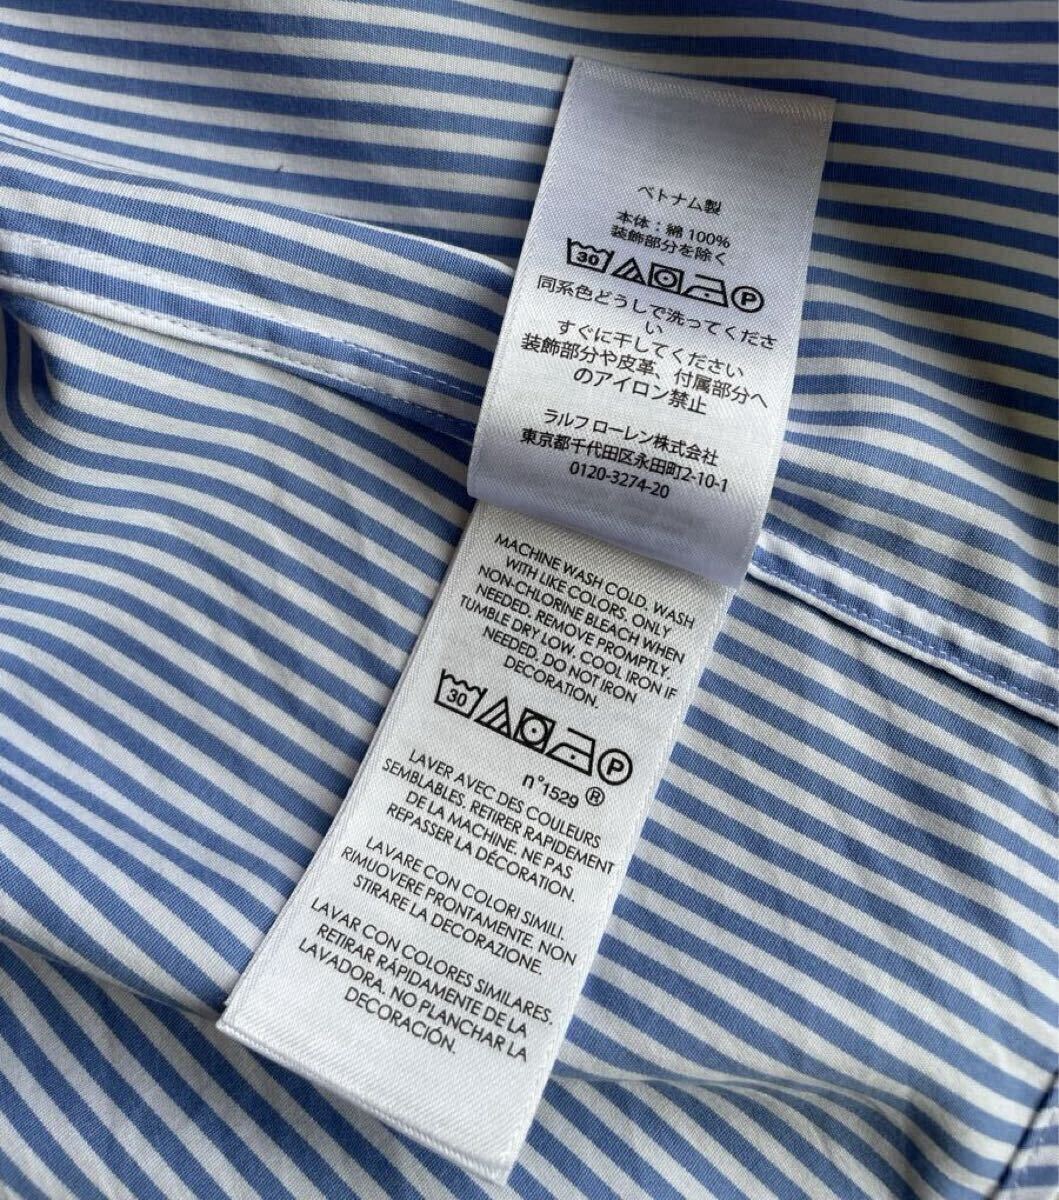 ベトナム製
本体：綿 100%
装飾部分を除く
30 P
同系色どうしで洗ってくださ
い
すぐに干してください
装飾部分や皮革、付属部分へ
のアイロン禁止
ラルフ ローレン株式会社
東京都千代田区永田町2-10-1
0120-3274-20
MACHINE WASH COLD. WASH
WITH LIKE COLORS. ONLY
NON-CHLORINE BLEACH WHEN
NEEDED. REMOVE PROMPTLY.
TUMBLE DRY LOW. COOL IRON IF
NEEDED. DO NOT IRON
DECORATION.
30 P
n°1529 ®
LAVER AVEC DES COULEURS
SEMBLABLES. RETIRER RAPIDEMENT
DE LA MACHINE. NE PAS
REPASSER LA DÉCORATION.
LAVARE CON COLORI SIMILI.
RIMUOVERE PRONTAMENTE. NON
STIRARE LA DECORAZIONE.
LAVAR CON COLORES SIMILARES.
RETIRAR RÁPIDAMENTE DE LA
LAVADORA. NO PLANCHAR LA
DECORACIÓN.